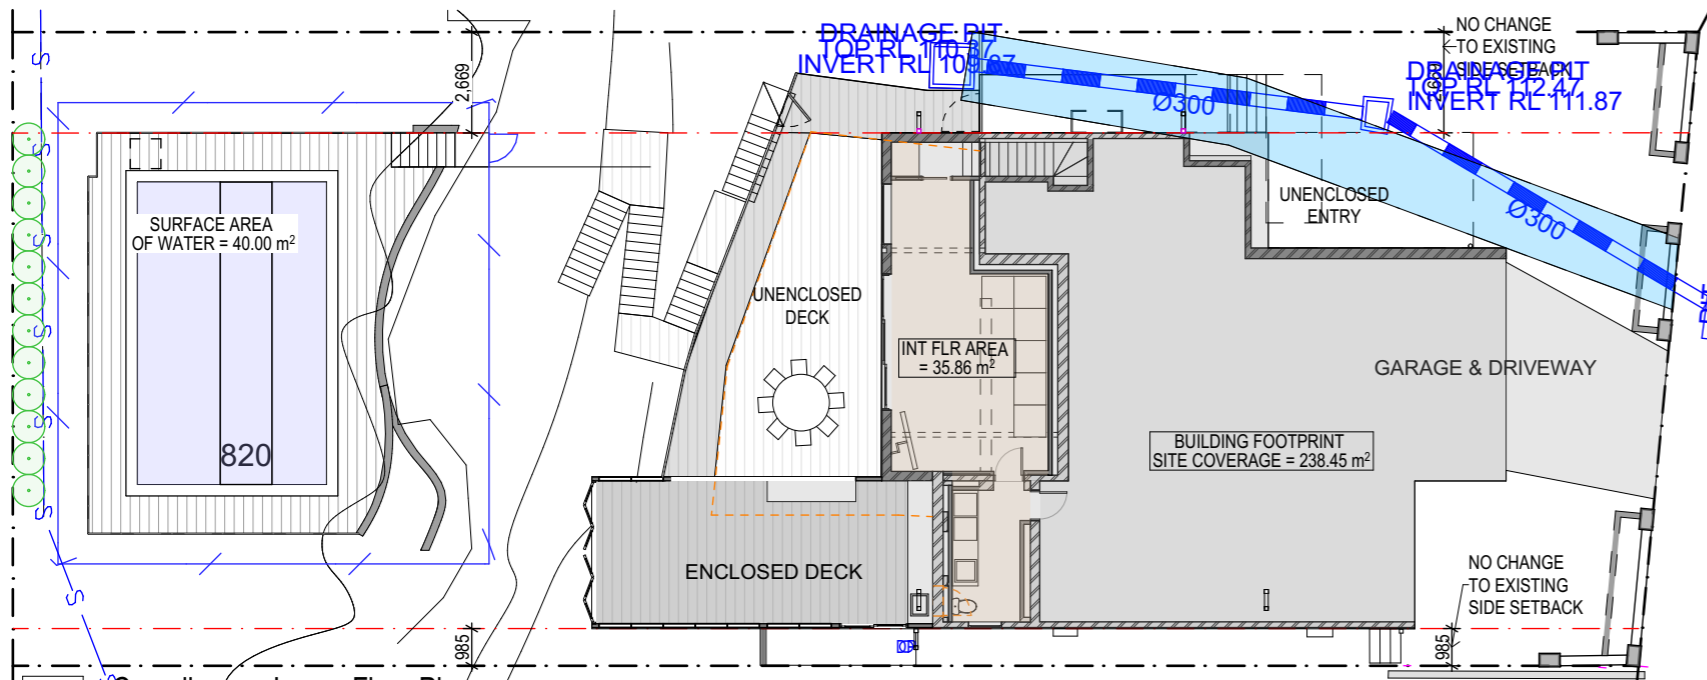 NO CHANGE
TO EXISTING
SIDE SETBACK
DRAINAGE PIT
TOP RL 110.37
INVERT RL 109.87
DRAINAGE PIT
TOP RL 112.47
INVERT RL 111.87
2,669
Ø300
Ø300
S
S
S
S
S
S
S
S
SURFACE AREA
OF WATER = 40.00 m²
820
UNENCLOSED
DECK
UNENCLOSED
ENTRY
INT FLR AREA
= 35.86 m²
GARAGE & DRIVEWAY
BUILDING FOOTPRINT
SITE COVERAGE = 238.45 m²
ENCLOSED DECK
NO CHANGE
TO EXISTING
SIDE SETBACK
985
985